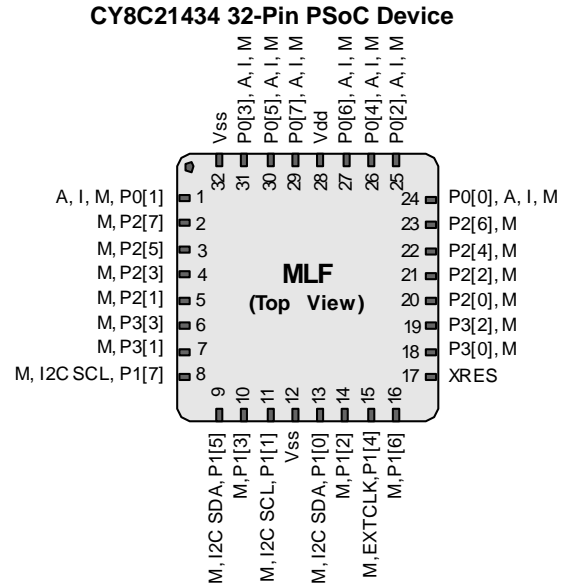 CY8C21434 32-Pin PSoC Device
Vss
P0[3], A, I, M
P0[5], A, I, M
P0[7], A, I, M
Vdd
P0[6], A, I, M
P0[4], A, I, M
P0[2], A, I, M
32
31
30
29
28
27
26
25
A, I, M, P0[1] 1
M, P2[7] 2
M, P2[5] 3
M, P2[3] 4
M, P2[1] 5
M, P3[3] 6
M, P3[1] 7
M, I2C SCL, P1[7] 8
MLF
(Top View)
24 P0[0], A, I, M
23 P2[6], M
22 P2[4], M
21 P2[2], M
20 P2[0], M
19 P3[2], M
18 P3[0], M
17 XRES
9
10
11
12
13
14
15
16
M, I2C SDA, P1[5]
M, P1[3]
M, I2C SCL, P1[1]
Vss
M, I2C SDA, P1[0]
M, P1[2]
M, EXTCLK, P1[4]
M, P1[6]